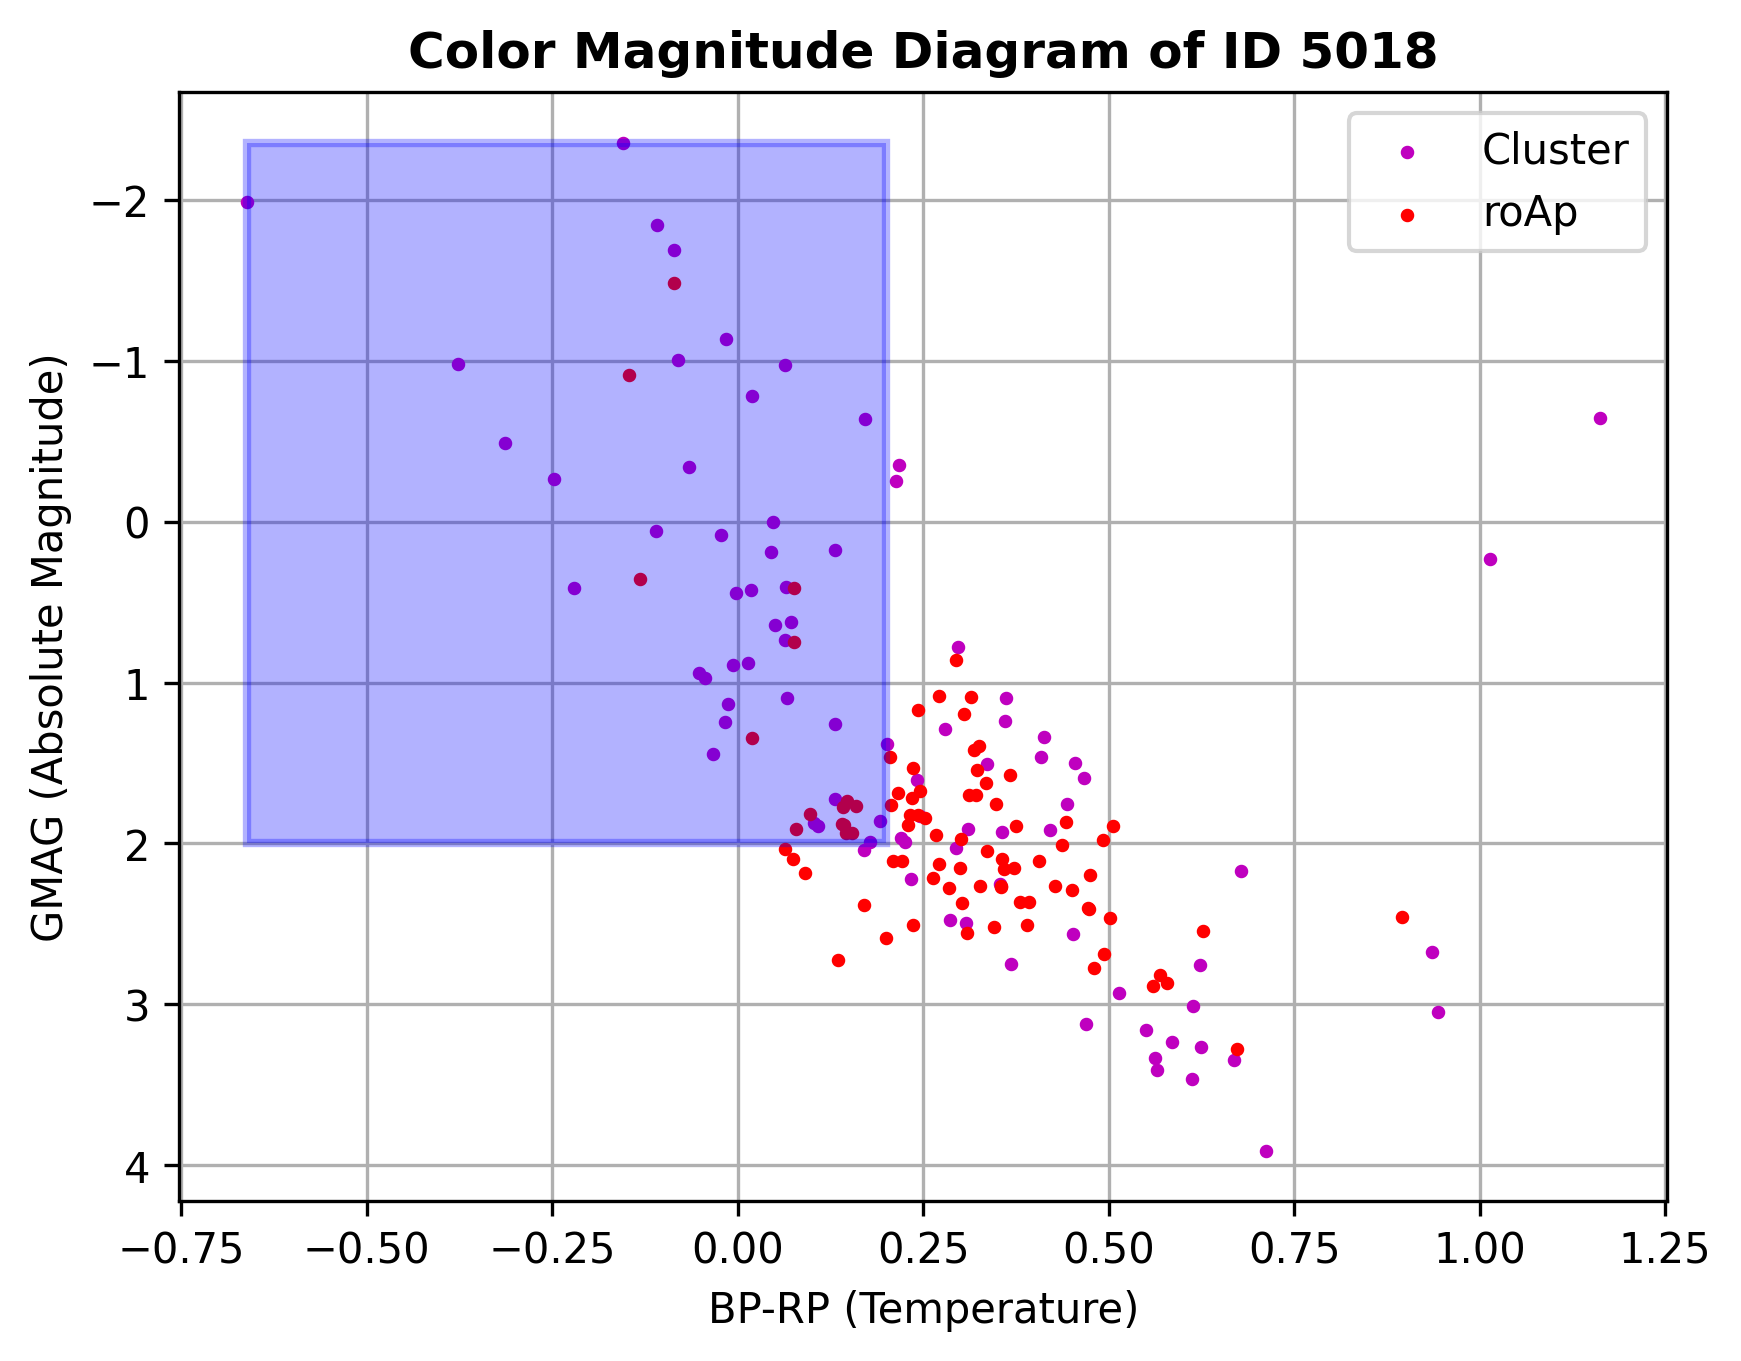 Color Magnitude Diagram of ID 5018
Cluster
roAp
GMAG (Absolute Magnitude)
−2
−1
0
1
2
3
4
−0.75 −0.50 −0.25 0.00 0.25 0.50 0.75 1.00 1.25
BP-RP (Temperature)